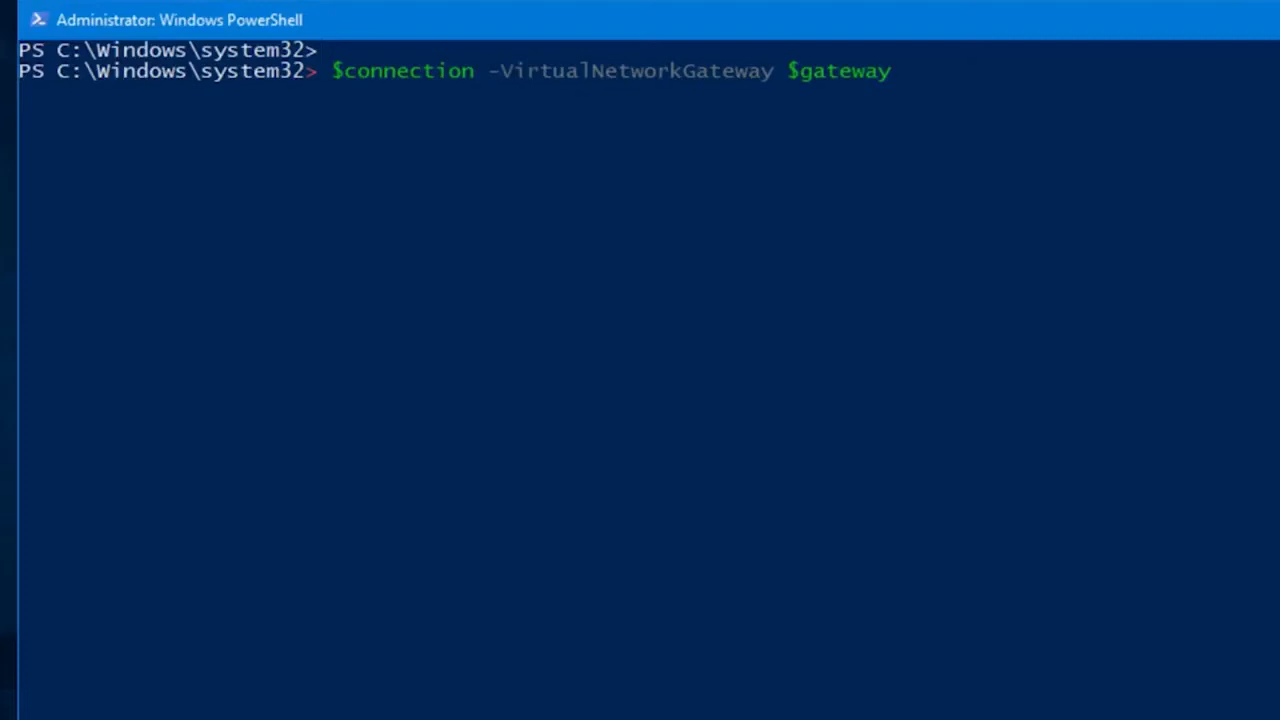 Administrator: Windows PowerShell
PS C:\Windows\system32>
PS C:\Windows\system32> $connection -VirtualNetworkGateway $gateway